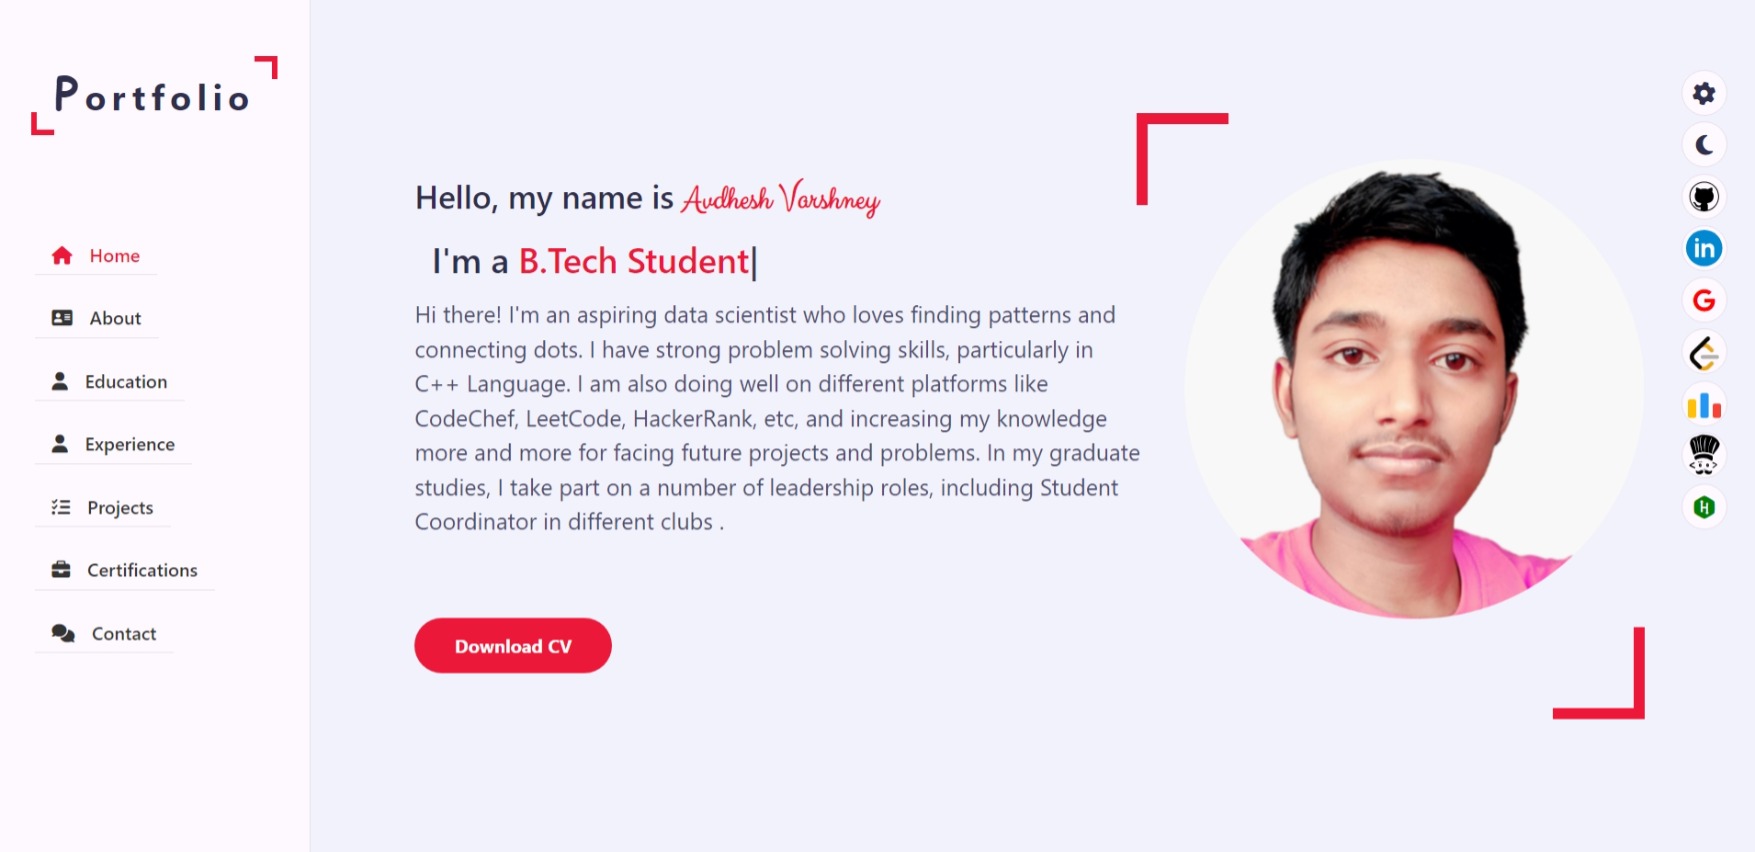 Portfolio
Home
About
Education
Experience
Projects
Certifications
Contact
Hello, my name is Avdhesh Varshney
I'm a B.Tech Student|
Hi there! I'm an aspiring data scientist who loves finding patterns and
connecting dots. I have strong problem solving skills, particularly in
C++ Language. I am also doing well on different platforms like
CodeChef, LeetCode, HackerRank, etc, and increasing my knowledge
more and more for facing future projects and problems. In my graduate
studies, I take part on a number of leadership roles, including Student
Coordinator in different clubs .
Download CV
in
G
H